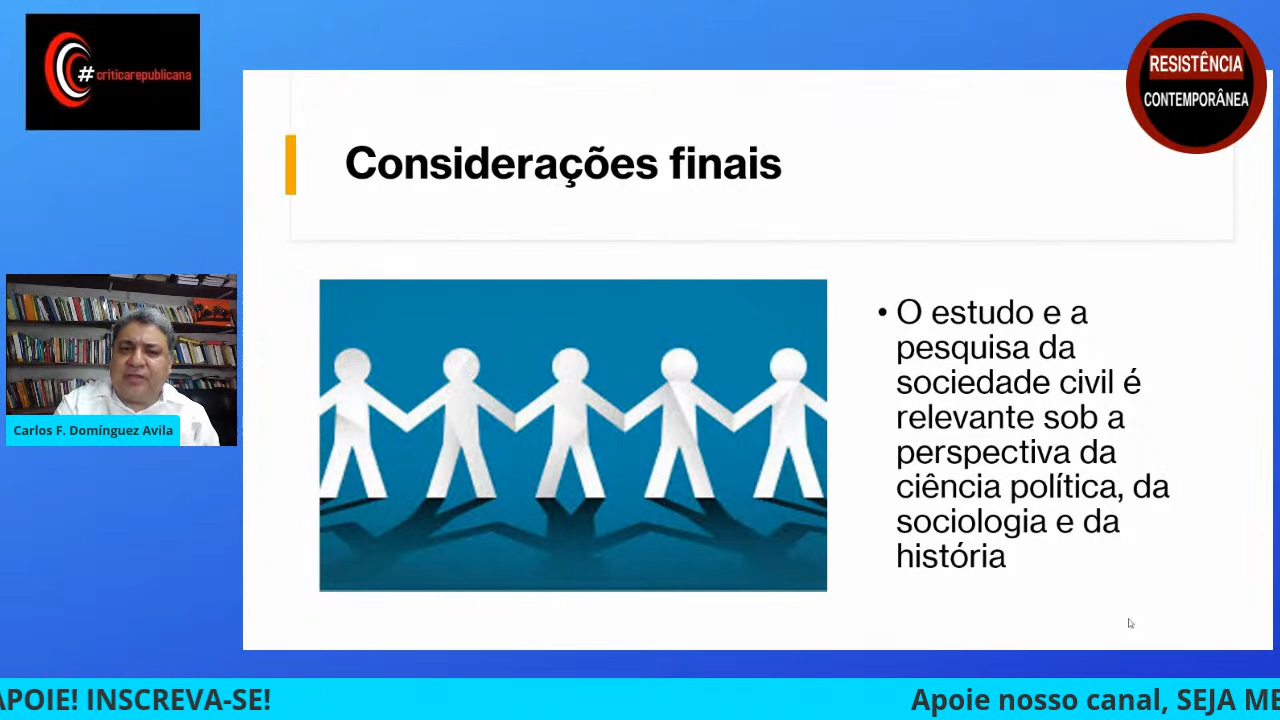 #criticarepublicana
RESISTÊNCIA
CONTEMPORÂNEA
Considerações finais
• O estudo e a
pesquisa da
sociedade civil é
relevante sob a
perspectiva da
ciência política, da
sociologia e da
história
Carlos F. Domínguez Avila
APOIE! INSCREVA-SE!
Apoie nosso canal, SEJA ME